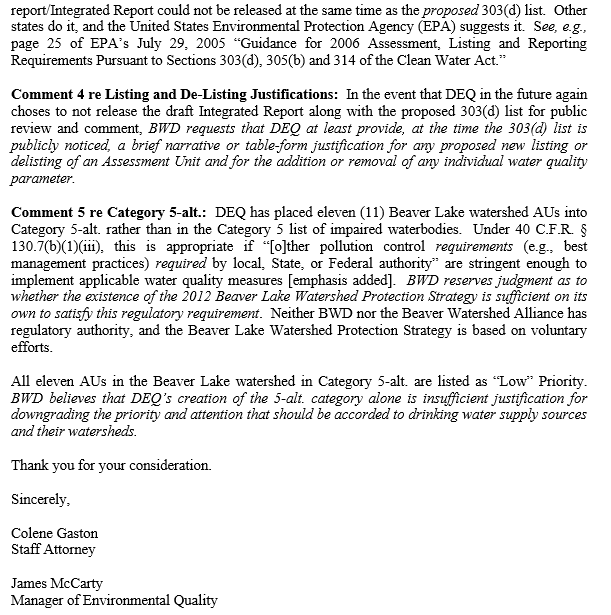 report/Integrated Report could not be released at the same time as the proposed 303(d) list.  Other
states do it, and the United States Environmental Protection Agency (EPA) suggests it.  See, e.g.,
page 25 of EPA's July 29, 2005 “Guidance for 2006 Assessment, Listing and Reporting
Requirements Pursuant to Sections 303(d), 305(b) and 314 of the Clean Water Act.”
Comment 4 re Listing and De-Listing Justifications:  In the event that DEQ in the future again
choses to not release the draft Integrated Report along with the proposed 303(d) list for public
review and comment, BWD requests that DEQ at least provide, at the time the 303(d) list is
publicly noticed, a brief narrative or table-form justification for any proposed new listing or
delisting of an Assessment Unit and for the addition or removal of any individual water quality
parameter.
Comment 5 re Category 5-alt.:  DEQ has placed eleven (11) Beaver Lake watershed AUs into
Category 5-alt. rather than in the Category 5 list of impaired waterbodies.  Under 40 C.F.R. §
130.7(b)(1)(iii), this is appropriate if “[o]ther pollution control requirements (e.g., best
management practices) required by local, State, or Federal authority” are stringent enough to
implement applicable water quality measures [emphasis added].  BWD reserves judgment as to
whether the existence of the 2012 Beaver Lake Watershed Protection Strategy is sufficient on its
own to satisfy this regulatory requirement.  Neither BWD nor the Beaver Watershed Alliance has
regulatory authority, and the Beaver Lake Watershed Protection Strategy is based on voluntary
efforts.
All eleven AUs in the Beaver Lake watershed in Category 5-alt. are listed as “Low” Priority.
BWD believes that DEQ's creation of the 5-alt. category alone is insufficient justification for
downgrading the priority and attention that should be accorded to drinking water supply sources
and their watersheds.
Thank you for your consideration.
Sincerely,
Colene Gaston
Staff Attorney
James McCarty
Manager of Environmental Quality